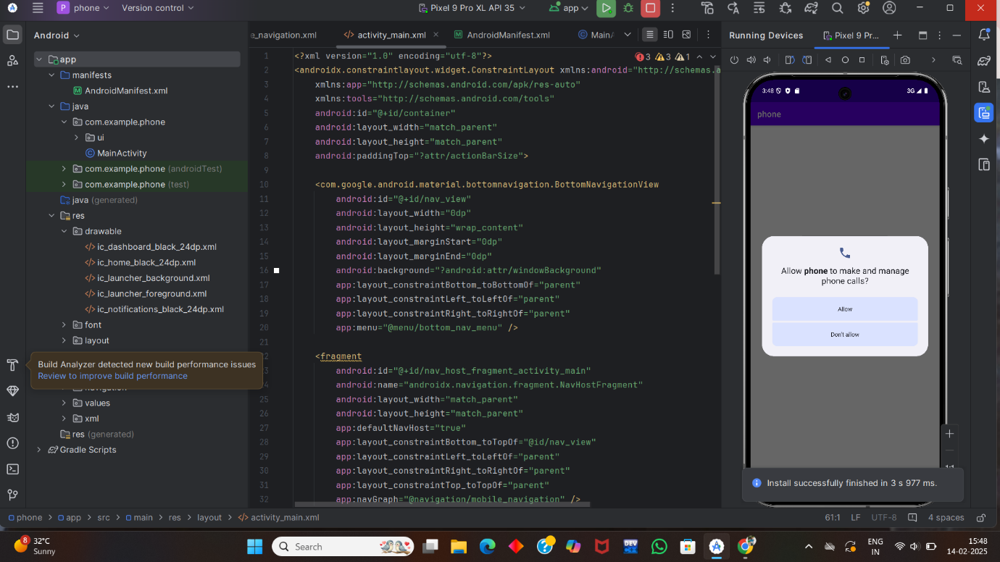 P phone Version control Pixel 9 Pro XL API 35 app
Android
e_navigation.xml activity_main.xml AndroidManifest.xml MainA
Running Devices Pixel 9 Pr...
app
manifests
AndroidManifest.xml
java
com.example.phone
ui
MainActivity
com.example.phone (androidTest)
com.example.phone (test)
java (generated)
res
drawable
ic_dashboard_black_24dp.xml
ic_home_black_24dp.xml
ic_launcher_background.xml
ic_launcher_foreground.xml
ic_notifications_black_24dp.xml
font
layout
Build Analyzer detected new build performance issues
Review to improve build performance
navigation
values
xml
res (generated)
Gradle Scripts
3 3 1
1 <?xml version="1.0" encoding="utf-8"?>
2 <androidx.constraintlayout.widget.ConstraintLayout xmlns:android="http://schemas.a
3 xmlns:app="http://schemas.android.com/apk/res-auto"
4 xmlns:tools="http://schemas.android.com/tools"
5 android:id="@+id/container"
6 android:layout_width="match_parent"
7 android:layout_height="match_parent"
8 android:paddingTop="?attr/actionBarSize">
9
10 <com.google.android.material.bottomnavigation.BottomNavigationView
11 android:id="@+id/nav_view"
12 android:layout_width="0dp"
13 android:layout_height="wrap_content"
14 android:layout_marginStart="0dp"
15 android:layout_marginEnd="0dp"
16 android:background="?android:attr/windowBackground"
17 app:layout_constraintBottom_toBottomOf="parent"
18 app:layout_constraintLeft_toLeftOf="parent"
19 app:layout_constraintRight_toRightOf="parent"
20 app:menu="@menu/bottom_nav_menu" />
21
2 <fragment
3 android:id="@+id/nav_host_fragment_activity_main"
4 android:name="androidx.navigation.fragment.NavHostFragment"
25 android:layout_width="match_parent"
26 android:layout_height="match_parent"
27 app:defaultNavHost="true"
28 app:layout_constraintBottom_toTopOf="@id/nav_view"
29 app:layout_constraintLeft_toLeftOf="parent"
30 app:layout_constraintRight_toRightOf="parent"
31 app:layout_constraintTop_toTopOf="parent"
32 app:navGraph="@navigation/mobile_navigation" />
3:48 3G
phone
Allow phone to make and manage
phone calls?
Allow
Don't allow
1:1
Install successfully finished in 3 s 977 ms.
phone > app > src > main > res > layout > activity_main.xml
61:1 LF UTF-8 4 spaces
8
32°C
Sunny
Search
DEV
ENG
IN
15:48
14-02-2025